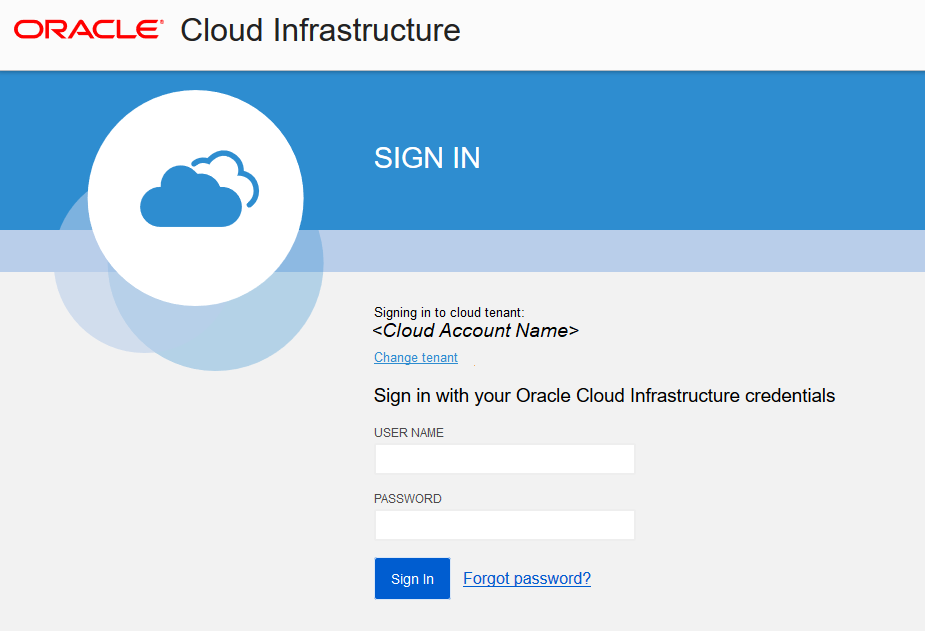 ORACLE® Cloud Infrastructure
SIGN IN
Signing in to cloud tenant:
<Cloud Account Name>
Change tenant
Sign in with your Oracle Cloud Infrastructure credentials
USER NAME
PASSWORD
Sign In Forgot password?